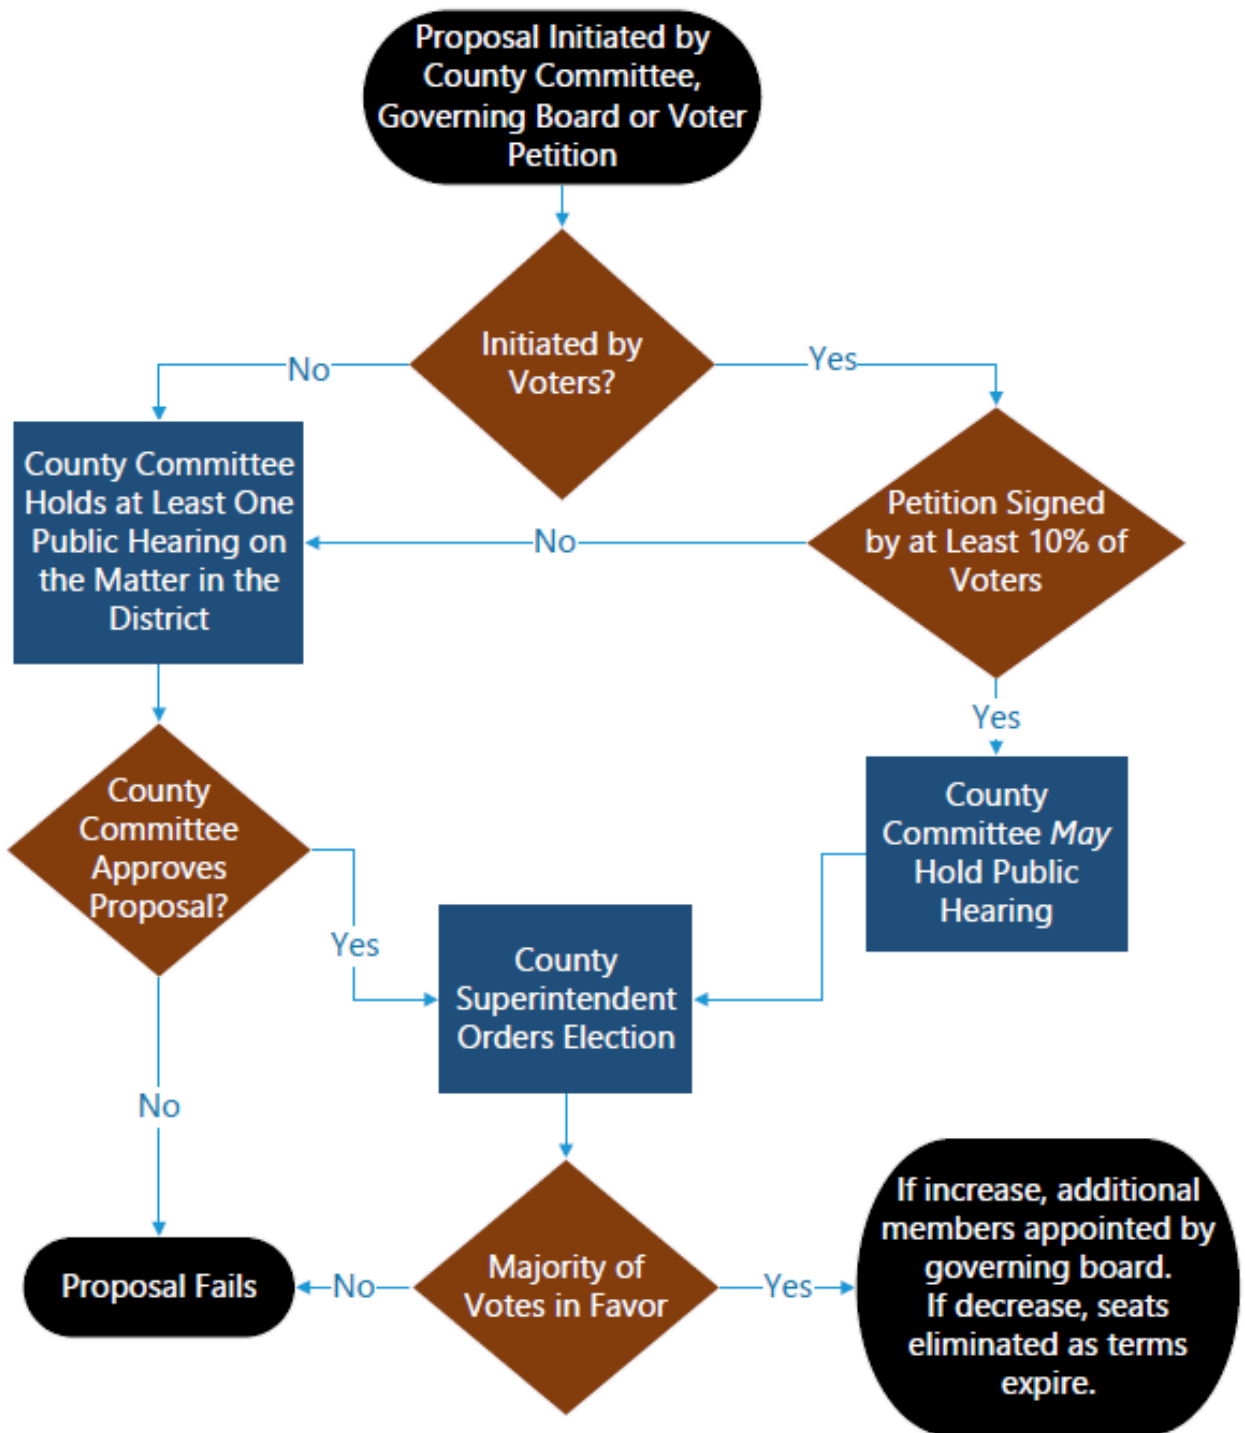 Proposal Initiated by
County Committee,
Governing Board or Voter
Petition
Initiated by
Voters?
No
Yes
County Committee
Holds at Least One
Public Hearing on
the Matter in the
District
Petition Signed
by at Least 10% of
Voters
No
Yes
County
Committee
Approves
Proposal?
County
Committee May
Hold Public
Hearing
Yes
County
Superintendent
Orders Election
No
Proposal Fails
No
Majority of
Votes in Favor
Yes
If increase, additional
members appointed by
governing board.
If decrease, seats
eliminated as terms
expire.